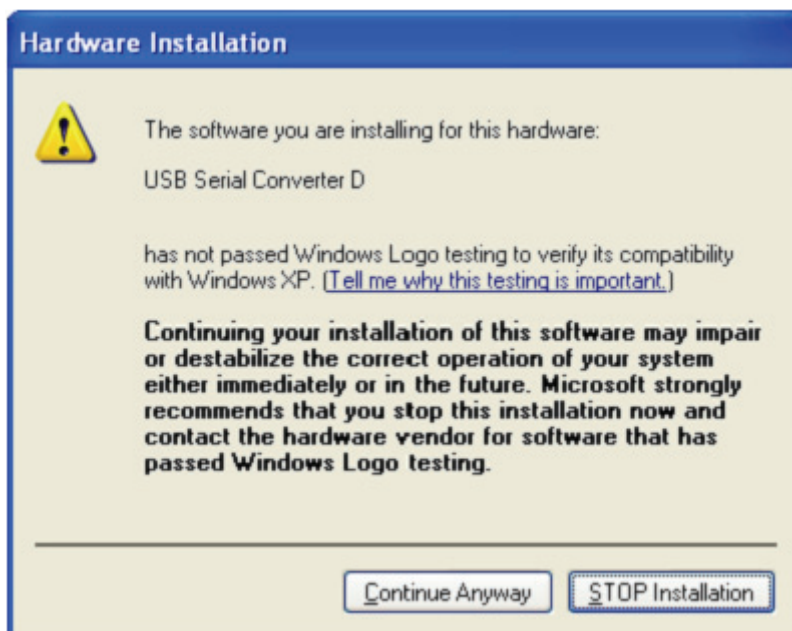 Hardware Installation
The software you are installing for this hardware:
USB Serial Converter D
has not passed Windows Logo testing to verify its compatibility
with Windows XP. (Tell me why this testing is important.)
Continuing your installation of this software may impair
or destabilize the correct operation of your system
either immediately or in the future. Microsoft strongly
recommends that you stop this installation now and
contact the hardware vendor for software that has
passed Windows Logo testing.
Continue Anyway
STOP Installation